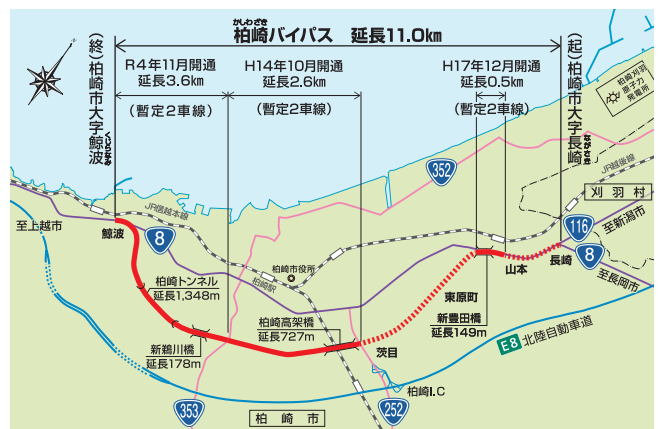 かしわざき
柏崎バイパス 延長11.0km
R4年11月開通
延長3.6km
(暫定2車線)
H14年10月開通
延長2.6km
(暫定2車線)
H17年12月開通
延長0.5km
(暫定2車線)
(終)柏崎市大字鯨波
くじらなみ
(起)柏崎市大字長崎
ながさき
柏崎刈羽
原子力
発電所
352
JR越後線
刈羽村
116
至新潟市
8
至長岡市
JR信越本線
至上越市
鯨波
8
柏崎市役所
柏崎駅
山本
長崎
東原町
新豊田橋
延長149m
柏崎トンネル
延長1,348m
柏崎高架橋
延長727m
茨目
新鵜川橋
延長178m
E8 北陸自動車道
柏崎I.C
353
252
柏崎市